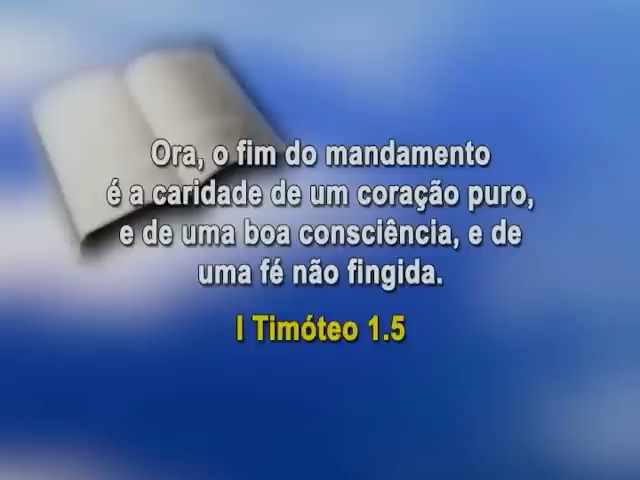 Ora, o fim do mandamento
é a caridade de um coração puro,
e de uma boa consciência, e de
uma fé não fingida.
I Timóteo 1.5